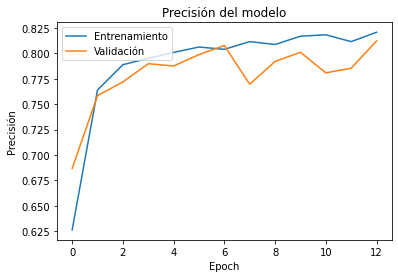 Precisión del modelo
Entrenamiento
Validación
Precisión
0.825
0.800
0.775
0.750
0.725
0.700
0.675
0.650
0.625
0 2 4 6 8 10 12
Epoch